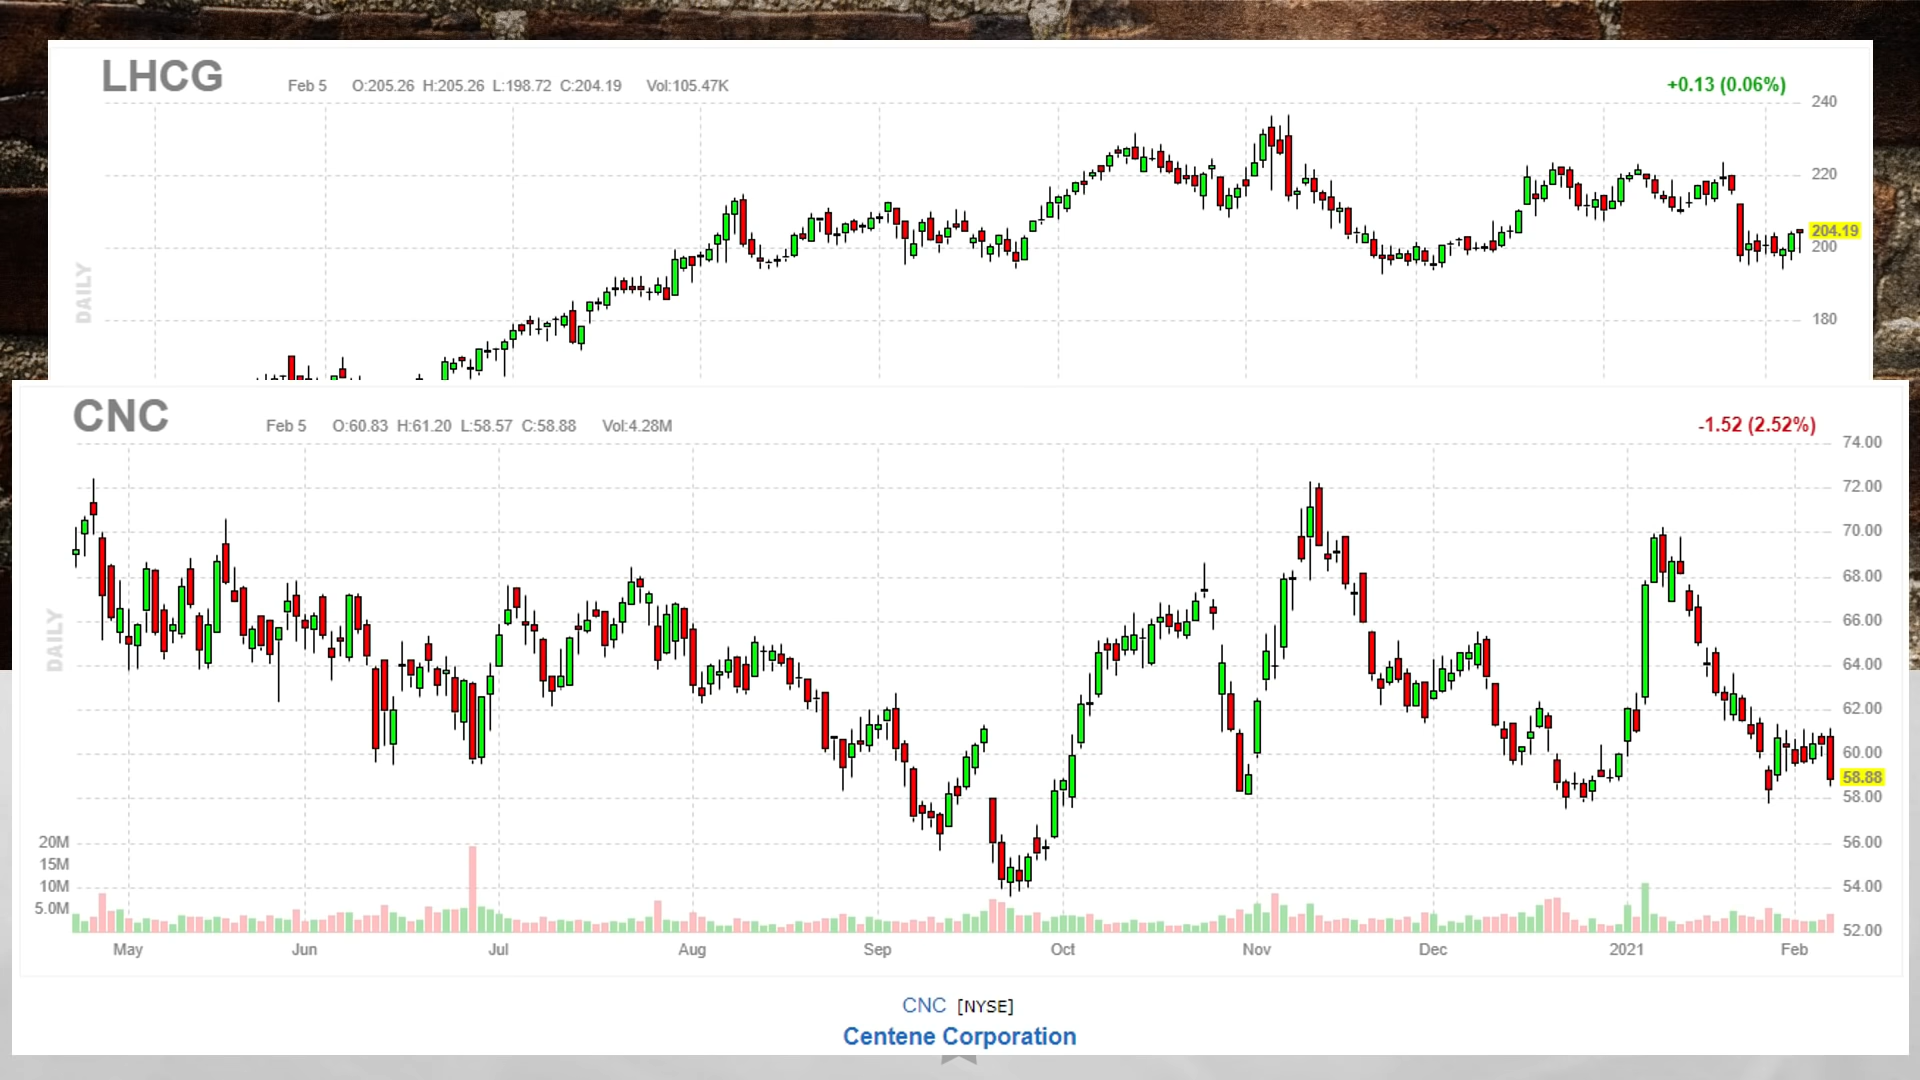 LHCG Feb 5 O:205.26 H:205.26 L:198.72 C:204.19 Vol:105.47K +0.13 (0.06%)
240
220
204.19
200
180
DAILY
CNC Feb 5 O:60.83 H:61.20 L:58.57 C:58.88 Vol:4.28M -1.52 (2.52%)
74.00
72.00
70.00
68.00
66.00
64.00
62.00
60.00
58.88
58.00
56.00
54.00
52.00
DAILY
20M
15M
10M
5.0M
May Jun Jul Aug Sep Oct Nov Dec 2021 Feb
CNC [NYSE]
Centene Corporation